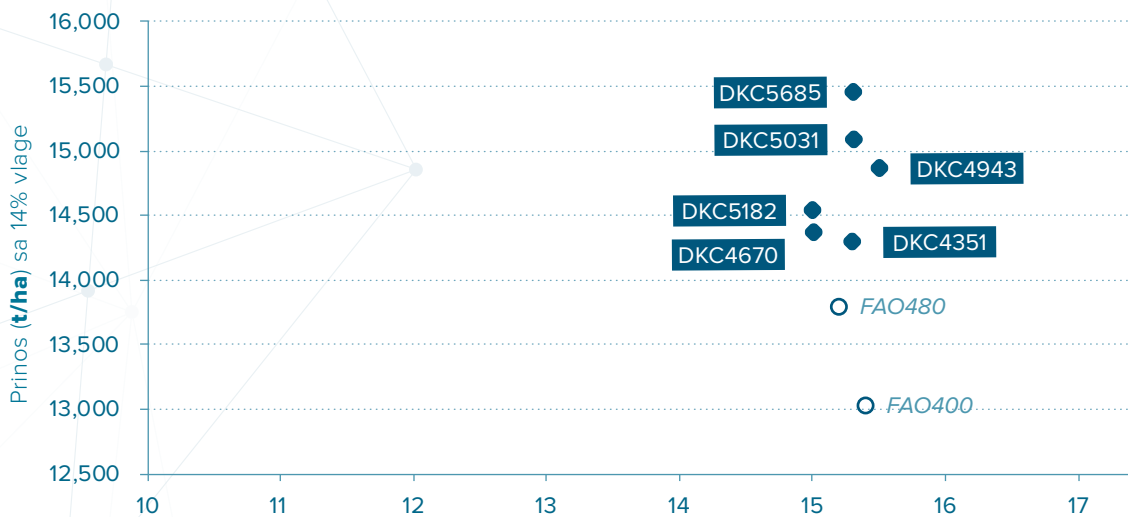 Prinos (t/ha) sa 14% vlage
16,000
15,500
15,000
14,500
14,000
13,500
13,000
12,500
DKC5685
DKC5031
DKC4943
DKC5182
DKC4670
DKC4351
FAO480
FAO400
10 11 12 13 14 15 16 17